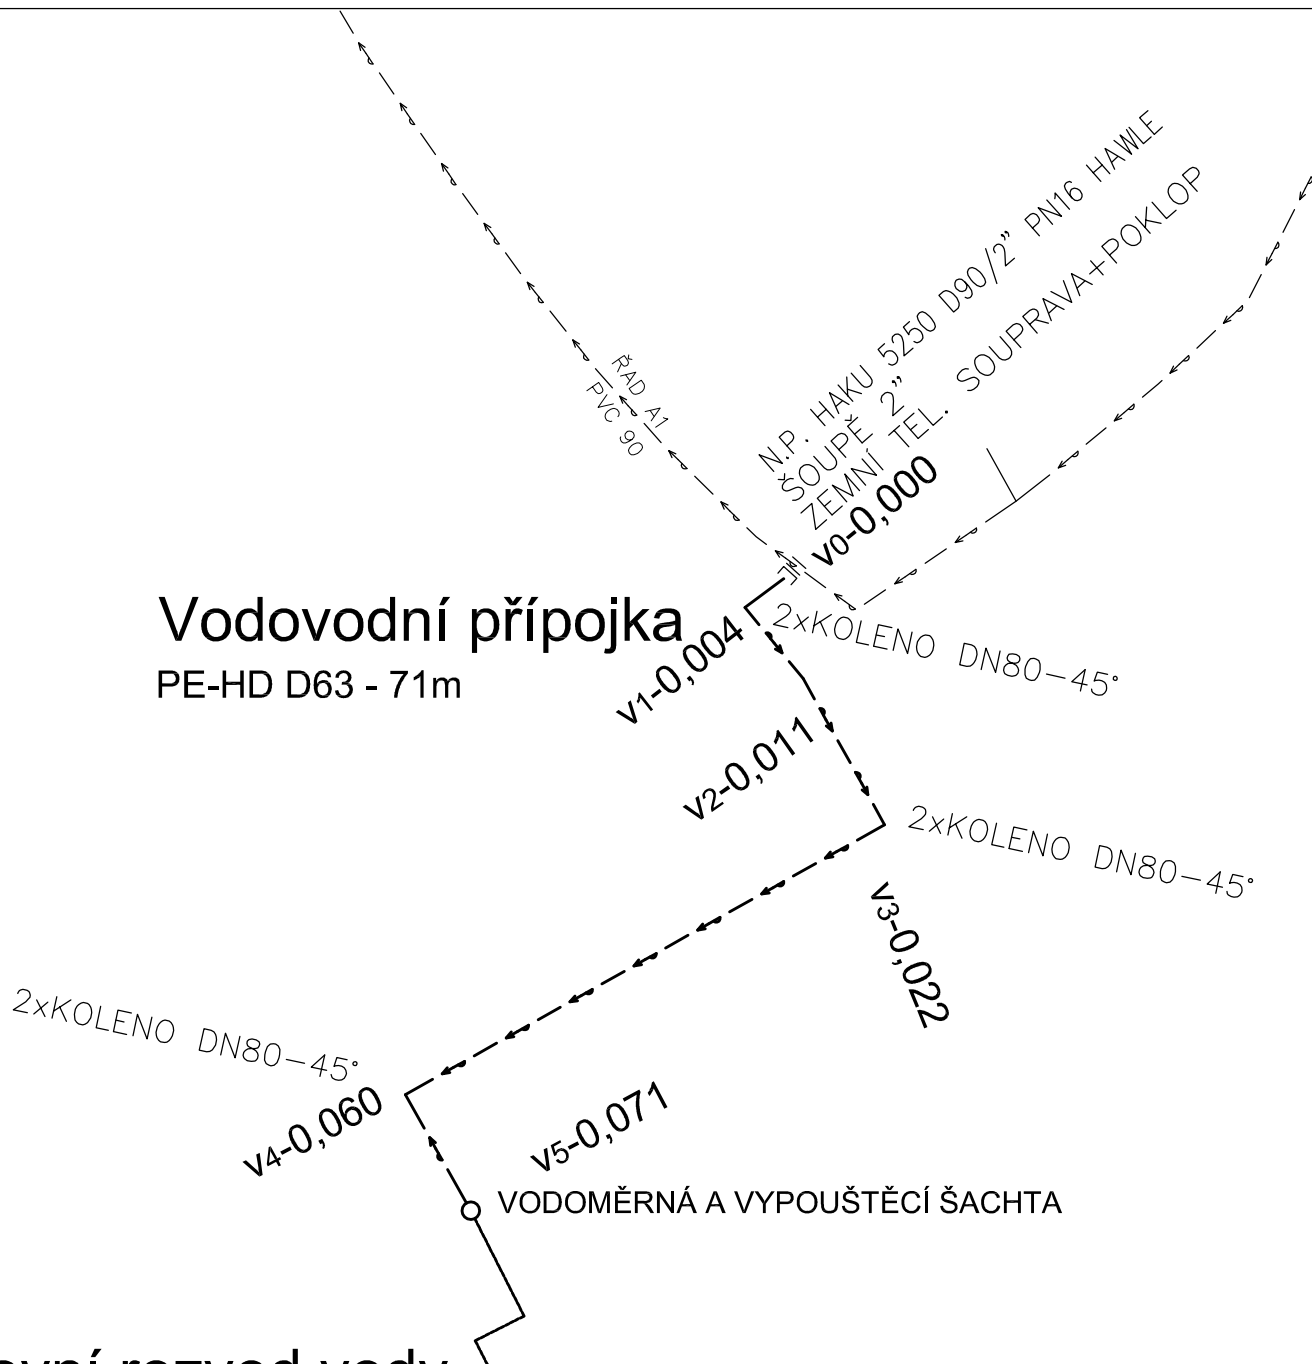 N.P. HAKU 5250 D90/2" PN16 HAWLE
ŠOUPĚ 2"
ZEMNÍ TEL. SOUPRAVA+POKLOP
v0-0,000
ŘAD A1
PVC 90
Vodovodní přípojka
PE-HD D63 - 71m
2xKOLENO DN80-45°
v1-0,004
v2-0,011
2xKOLENO DN80-45°
v3-0,022
2xKOLENO DN80-45°
v4-0,060
v5-0,071
VODOMĚRNÁ A VYPOUŠTĚCÍ ŠACHTA
rozvod vody